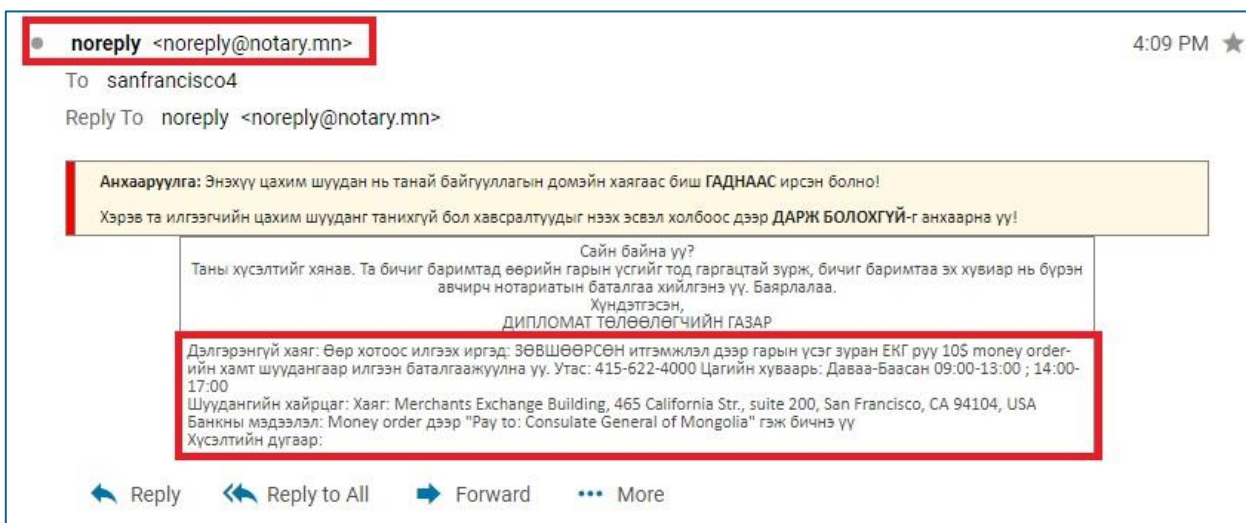 noreply <noreply@notary.mn> 4:09 PM
To sanfrancisco4
Reply To noreply <noreply@notary.mn>
Анхааруулга: Энэхүү цахим шуудан нь танай байгууллагын домэйн хаягаас биш ГАДНААС ирсэн болно!
Хэрэв та илгээгчийн цахим шууданг танихгүй бол хавсралтуудыг нээх эсвэл холбоос дээр ДАРЖ БОЛОХГҮЙ-г анхаарна уу!
Сайн байна уу?
Таны хүсэлтийг хянав. Та бичиг баримтад өөрийн гарын үсгийг тод гаргацтай зурж, бичиг баримтаа эх хувиар нь бүрэн
авчирч нотариатын баталгаа хийлгэнэ үү. Баярлалаа.
Хүндэтгэсэн,
ДИПЛОМАТ ТӨЛӨӨЛӨГЧИЙН ГАЗАР
Дэлгэрэнгүй хаяг: Өөр хотоос илгээх иргэд: ЗӨВШӨӨРСӨН итгэмжлэл дээр гарын үсэг зуран ЕКГ руу 10$ money order-
ийн хамт шуудангаар илгээн баталгаажуулна уу. Утас: 415-622-4000 Цагийн хуваарь: Даваа-Баасан 09:00-13:00 ; 14:00-
17:00
Шуудангийн хайрцаг: Хаяг: Merchants Exchange Building, 465 California Str., suite 200, San Francisco, CA 94104, USA
Банкны мэдээлэл: Money order дээр "Pay to: Consulate General of Mongolia" гэж бичнэ үү
Хүсэлтийн дугаар:
Reply Reply to All Forward More